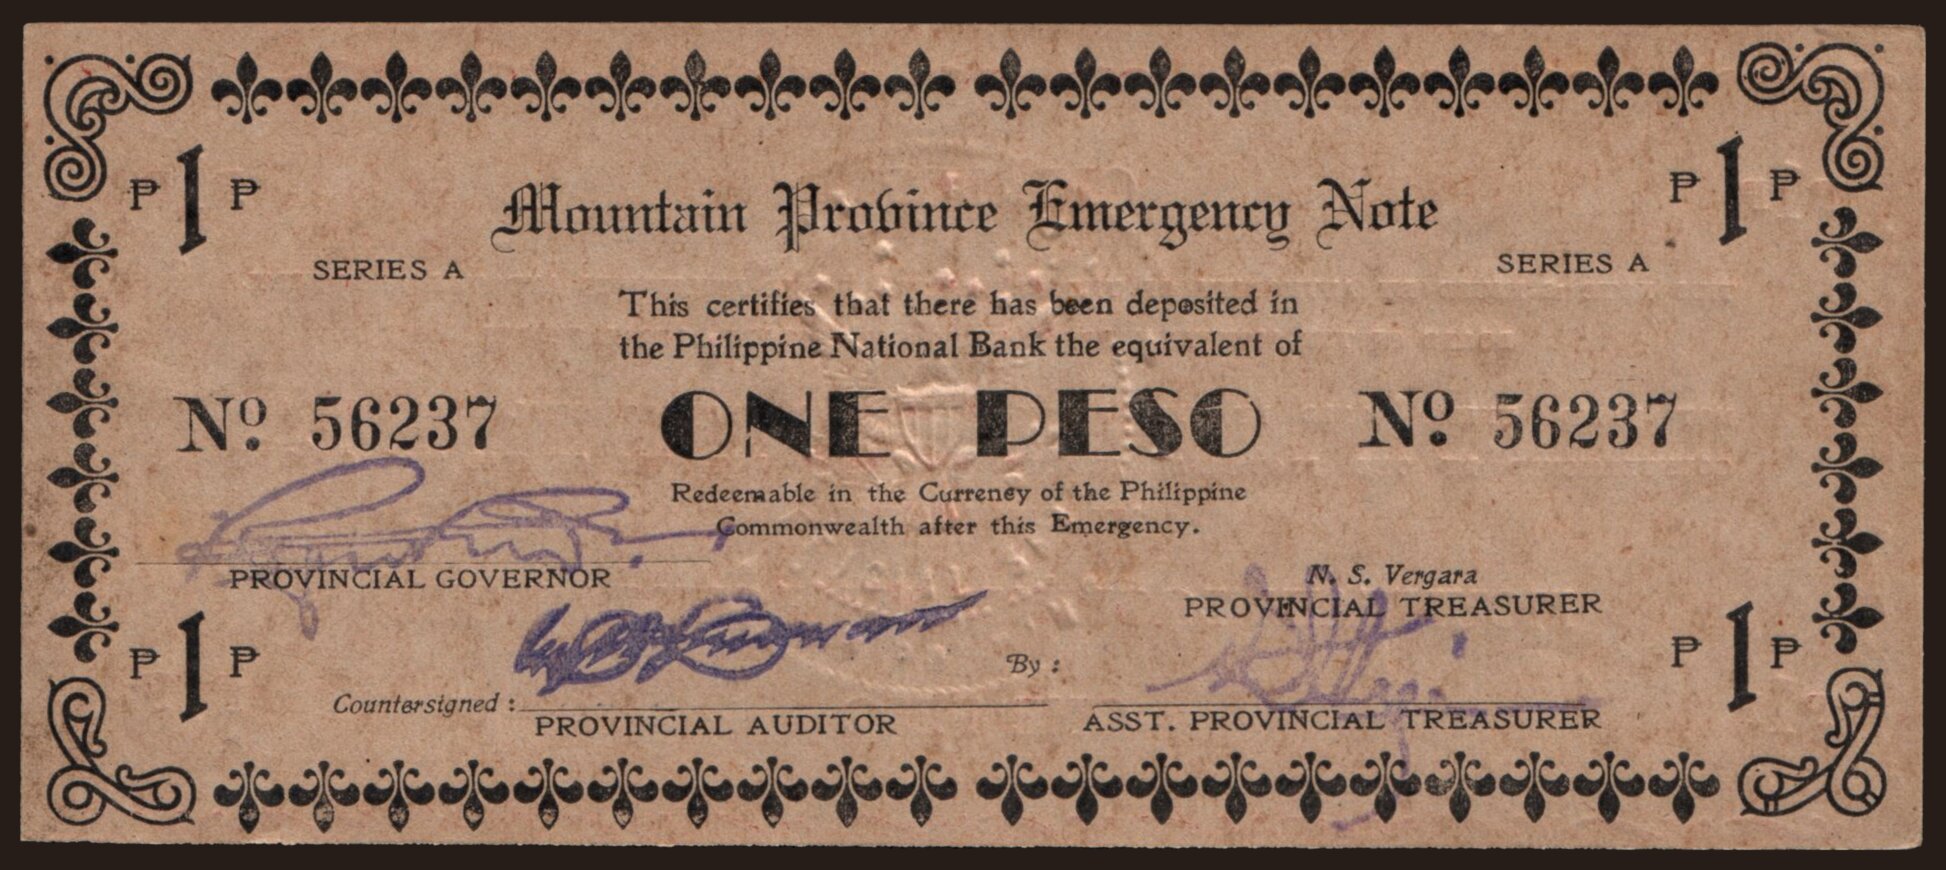 ₱ 1 ₱ ₱ 1 ₱
Mountain Province Emergency Note
SERIES A SERIES A
This certifies that there has been deposited in
the Philippine National Bank the equivalent of
Nº 56237 ONE PESO Nº 56237
Redeemable in the Currency of the Philippine
Commonwealth after this Emergency.
PROVINCIAL GOVERNOR
N. S. Vergara
PROVINCIAL TREASURER
₱ 1 ₱ By : ₱ 1 ₱
Countersigned :
PROVINCIAL AUDITOR ASST. PROVINCIAL TREASURER